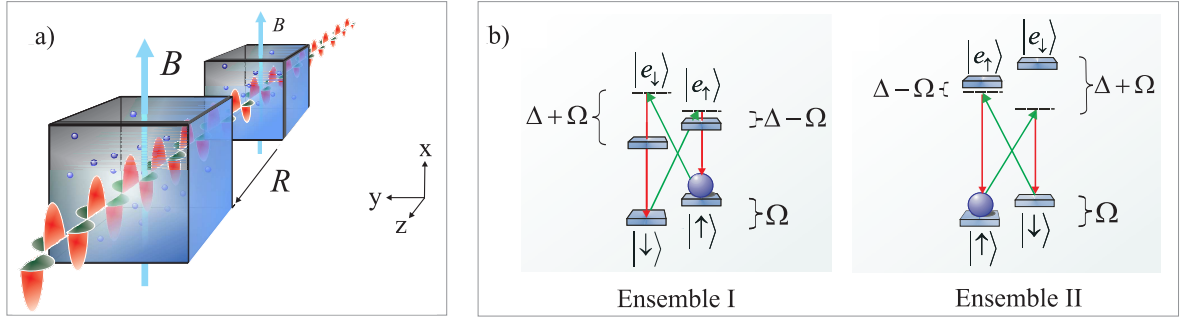 a)
B
B
R
x
y
z
b)
|e↓⟩
|e↑⟩
Δ+Ω
Δ−Ω
Ω
|↓⟩
|↑⟩
Ensemble I
|e↑⟩
|e↓⟩
Δ−Ω
Δ+Ω
Ω
|↑⟩
|↓⟩
Ensemble II